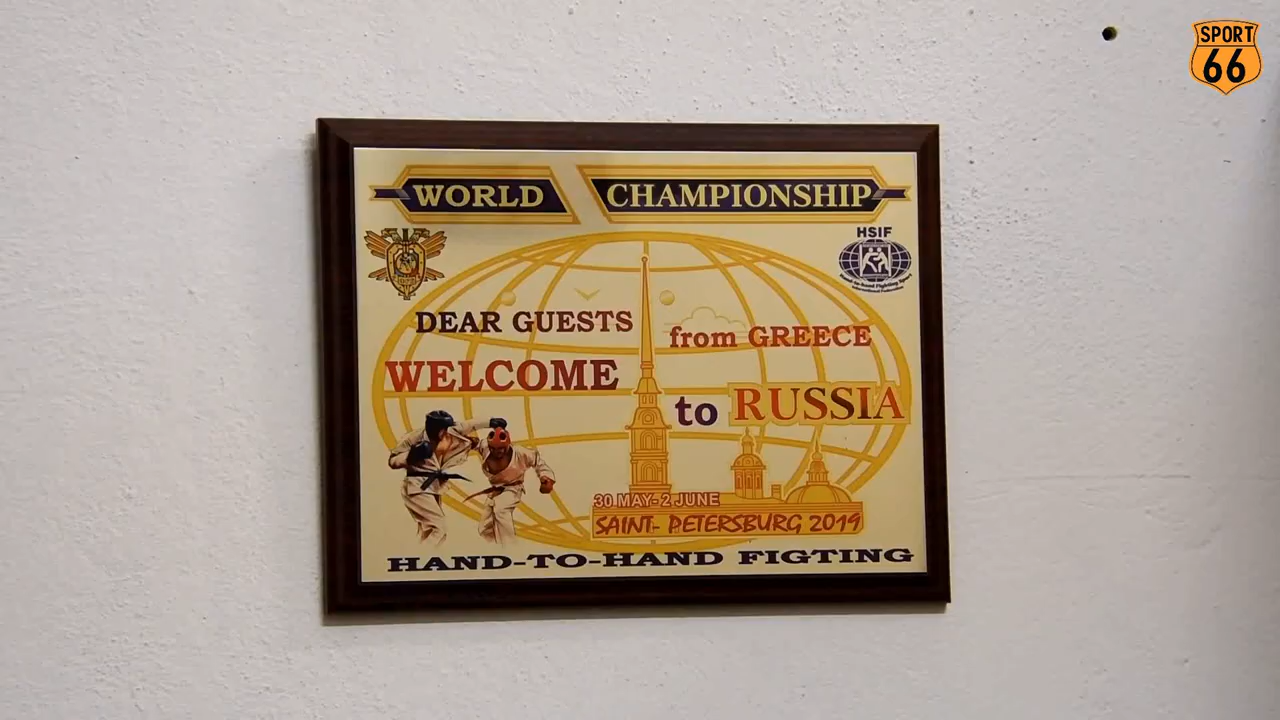 SPORT
66
WORLD CHAMPIONSHIP
HSIF
DEAR GUESTS from GREECE
WELCOME to RUSSIA
30 MAY- 2 JUNE
SAINT- PETERSBURG 2019
HAND-TO-HAND FIGTING